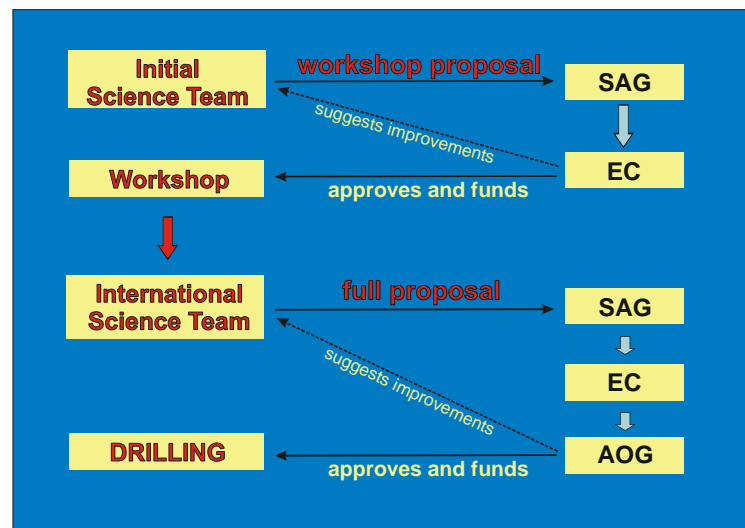 Initial
Science Team
workshop proposal
SAG
suggests improvements
EC
Workshop
approves and funds
International
Science Team
full proposal
SAG
suggests improvements
EC
DRILLING
approves and funds
AOG